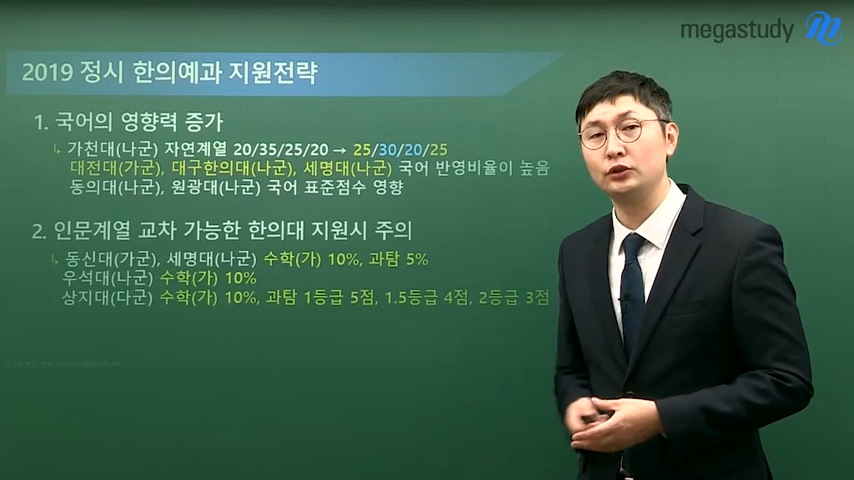 megastudy
2019 정시 한의예과 지원전략
1. 국어의 영향력 증가
↳ 가천대(나군) 자연계열 20/35/25/20 → 25/30/20/25
대전대(가군), 대구한의대(나군), 세명대(나군) 국어 반영비율이 높음
동의대(나군), 원광대(나군) 국어 표준점수 영향
2. 인문계열 교차 가능한 한의대 지원시 주의
↳ 동신대(가군), 세명대(나군) 수학(가) 10%, 과탐 5%
우석대(나군) 수학(가) 10%
상지대(다군) 수학(가) 10%, 과탐 1등급 5점, 1.5등급 4점, 2등급 3점